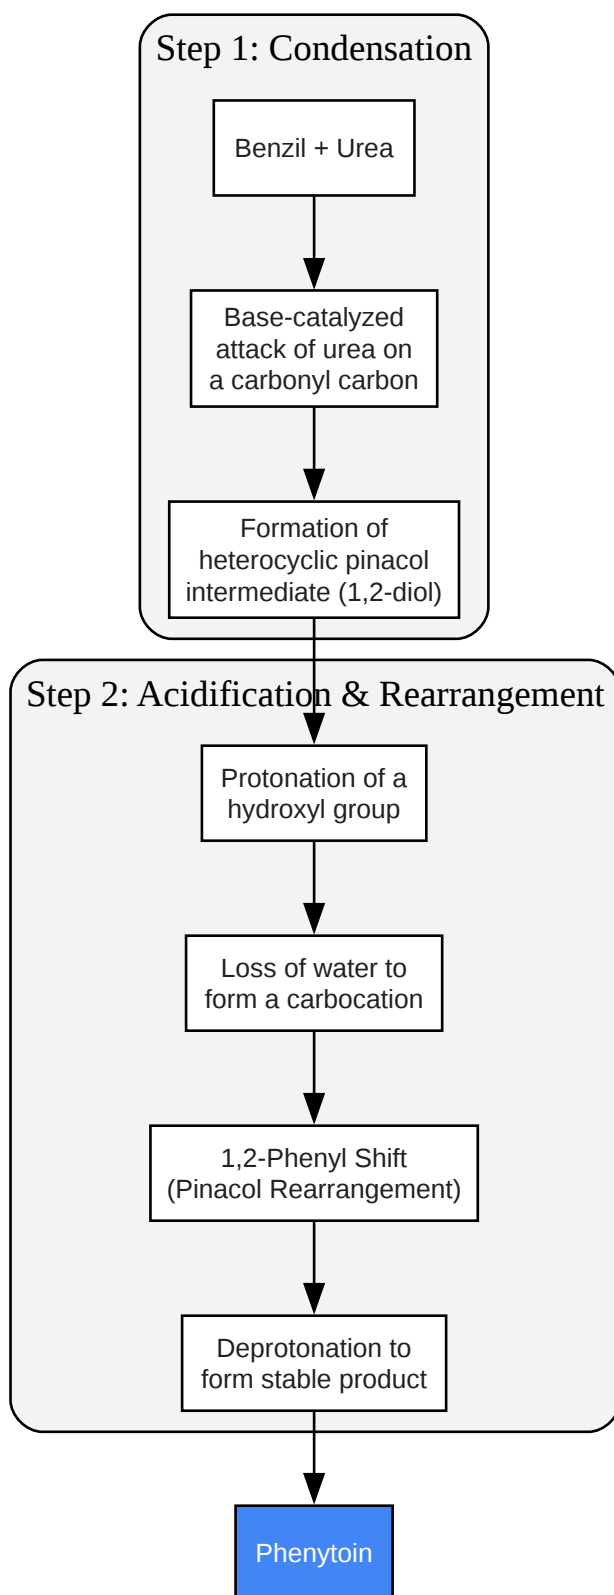 Step 1: Condensation
Benzil + Urea
Base-catalyzed
attack of urea on
a carbonyl carbon
Formation of
heterocyclic pinacol
intermediate (1,2-diol)
Step 2: Acidification & Rearrangement
Protonation of a
hydroxyl group
Loss of water to
form a carbocation
1,2-Phenyl Shift
(Pinacol Rearrangement)
Deprotonation to
form stable product
Phenytoin